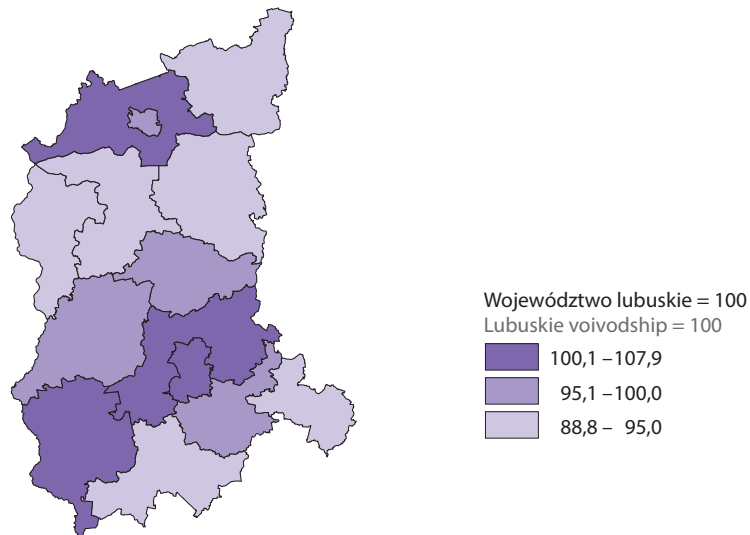 Województwo lubuskie = 100
Lubuskie voivodship = 100
100,1 – 107,9
95,1 – 100,0
88,8 – 95,0